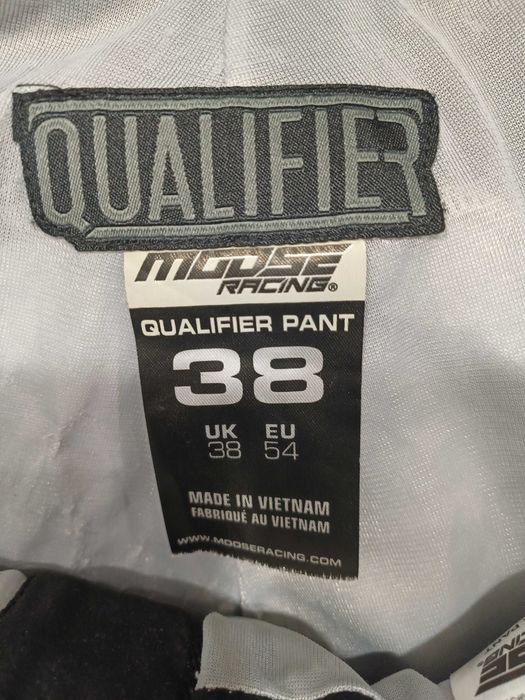 QUALIFIER
MOOSE
RACING®
QUALIFIER PANT
38
UK EU
38 54
MADE IN VIETNAM
FABRIQUÉ AU VIETNAM
WWW.MOOSERACING.COM